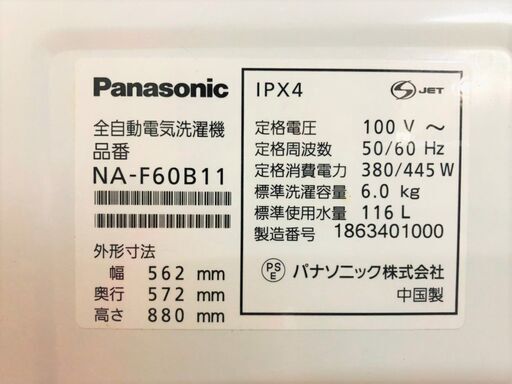 Panasonic
全自動電気洗濯機
品番
NA-F60B11
外形寸法
幅 562 mm
奥行 572 mm
高さ 880 mm
IPX4
S JET
定格電圧 100 V ～
定格周波数 50/60 Hz
定格消費電力 380/445 W
標準洗濯容量 6.0 kg
標準使用水量 116 L
製造番号 1863401000
PS
E
パナソニック株式会社
中国製